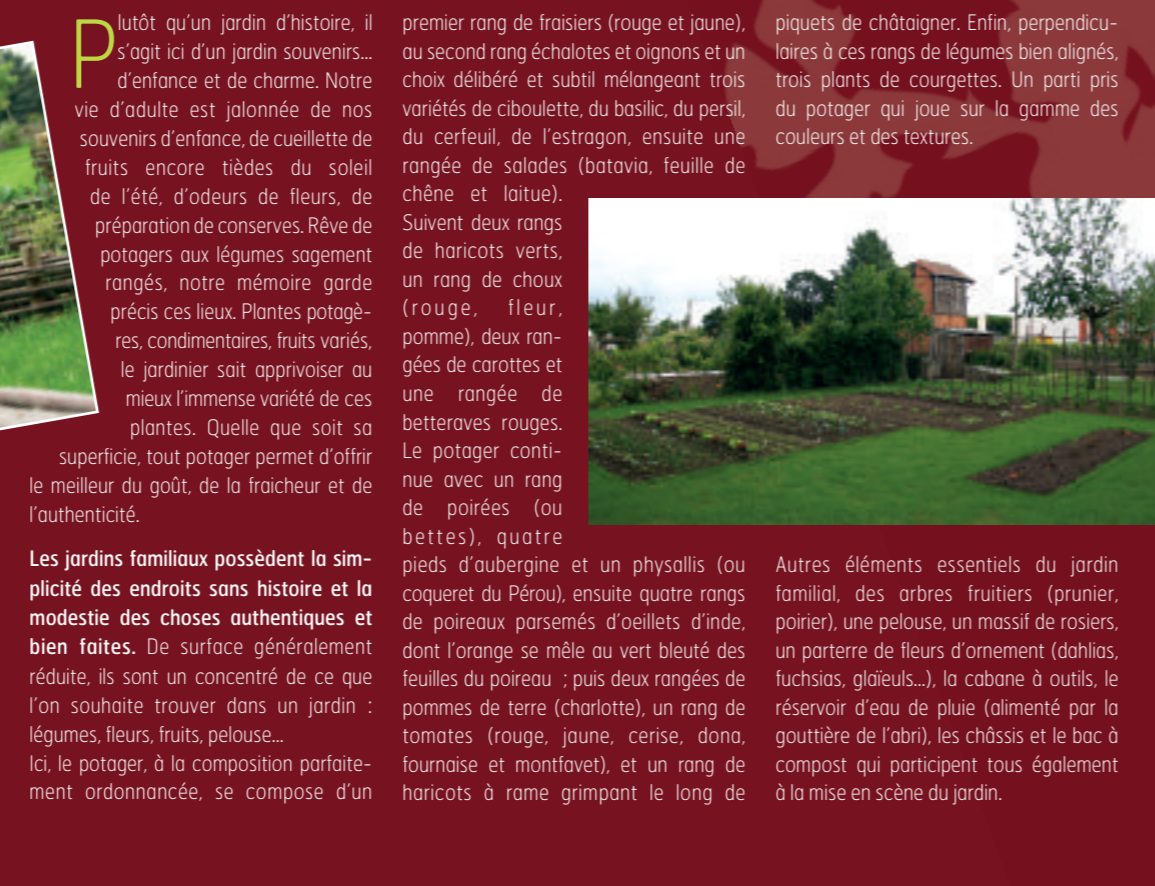 Plutôt qu'un jardin d'histoire, il
s'agit ici d'un jardin souvenirs...
d'enfance et de charme. Notre
vie d'adulte est jalonnée de nos
souvenirs d'enfance, de cueillette de
fruits encore tièdes du soleil
de l'été, d'odeurs de fleurs, de
préparation de conserves. Rêve de
potagers aux légumes sagement
rangés, notre mémoire garde
précis ces lieux. Plantes potagè-
res, condimentaires, fruits variés,
le jardinier sait apprivoiser au
mieux l'immense variété de ces
plantes. Quelle que soit sa
superficie, tout potager permet d'offrir
le meilleur du goût, de la fraicheur et de
l'authenticité.
Les jardins familiaux possèdent la sim-
plicité des endroits sans histoire et la
modestie des choses authentiques et
bien faites. De surface généralement
réduite, ils sont un concentré de ce que
l'on souhaite trouver dans un jardin :
légumes, fleurs, fruits, pelouse...
Ici, le potager, à la composition parfaite-
ment ordonnancée, se compose d'un
premier rang de fraisiers (rouge et jaune),
au second rang échalotes et oignons et un
choix délibéré et subtil mélangeant trois
variétés de ciboulette, du basilic, du persil,
du cerfeuil, de l'estragon, ensuite une
rangée de salades (batavia, feuille de
chêne et laitue).
Suivent deux rangs
de haricots verts,
un rang de choux
(rouge, fleur,
pomme), deux ran-
gées de carottes et
une rangée de
betteraves rouges.
Le potager conti-
nue avec un rang
de poirées (ou
bettes), quatre
pieds d'aubergine et un physallis (ou
coqueret du Pérou), ensuite quatre rangs
de poireaux parsemés d'oeillets d'inde,
dont l'orange se mêle au vert bleuté des
feuilles du poireau ; puis deux rangées de
pommes de terre (charlotte), un rang de
tomates (rouge, jaune, cerise, dona,
fournaise et montfavet), et un rang de
haricots à rame grimpant le long de
piquets de châtaigner. Enfin, perpendicu-
laires à ces rangs de légumes bien alignés,
trois plants de courgettes. Un parti pris
du potager qui joue sur la gamme des
couleurs et des textures.
Autres éléments essentiels du jardin
familial, des arbres fruitiers (prunier,
poirier), une pelouse, un massif de rosiers,
un parterre de fleurs d'ornement (dahlias,
fuchsias, glaïeuls...), la cabane à outils, le
réservoir d'eau de pluie (alimenté par la
gouttière de l'abri), les châssis et le bac à
compost qui participent tous également
à la mise en scène du jardin.